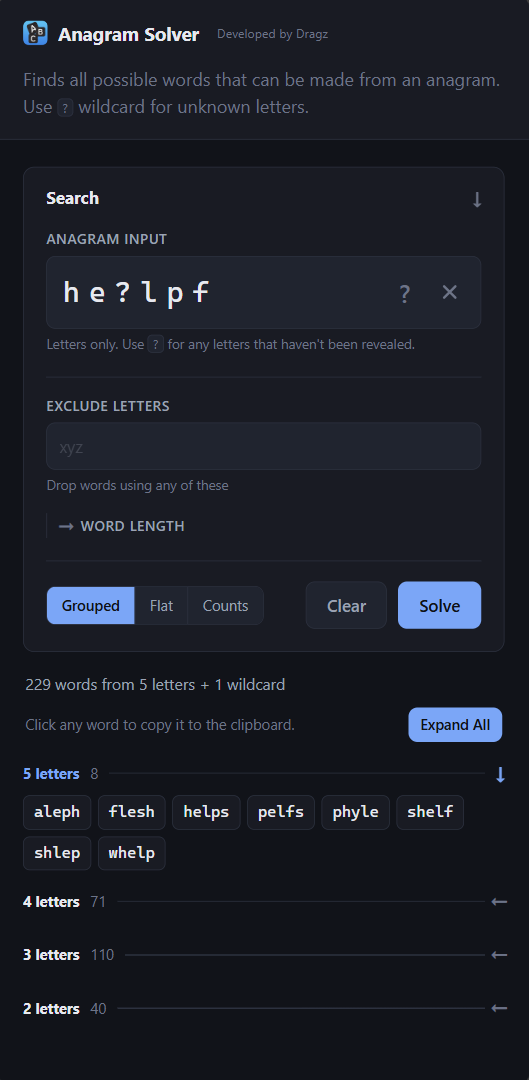 Anagram Solver Developed by Dragz
Finds all possible words that can be made from an anagram.
Use ? wildcard for unknown letters.
Search ↓
ANAGRAM INPUT
he?lpf ? ✕
Letters only. Use ? for any letters that haven't been revealed.
EXCLUDE LETTERS
xyz
Drop words using any of these
→ WORD LENGTH
Grouped Flat Counts Clear Solve
229 words from 5 letters + 1 wildcard
Click any word to copy it to the clipboard. Expand All
5 letters 8 ↓
aleph flesh helps pelfs phyle shelf
shlep whelp
4 letters 71 ←
3 letters 110 ←
2 letters 40 ←